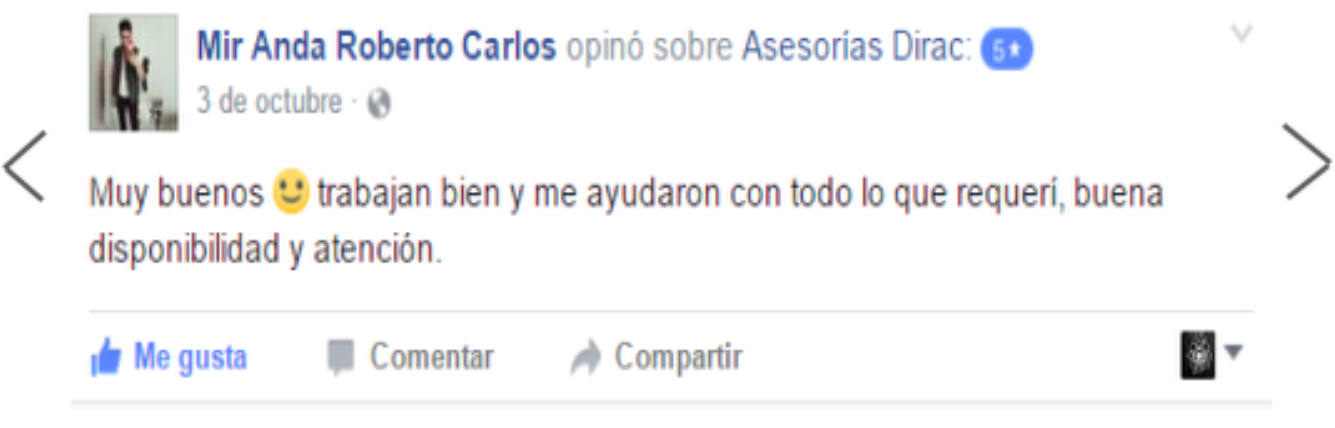 Mir Anda Roberto Carlos opinó sobre Asesorías Dirac: 5★
3 de octubre ·
Muy buenos 🙂 trabajan bien y me ayudaron con todo lo que requerí, buena
disponibilidad y atención.
Me gusta Comentar Compartir